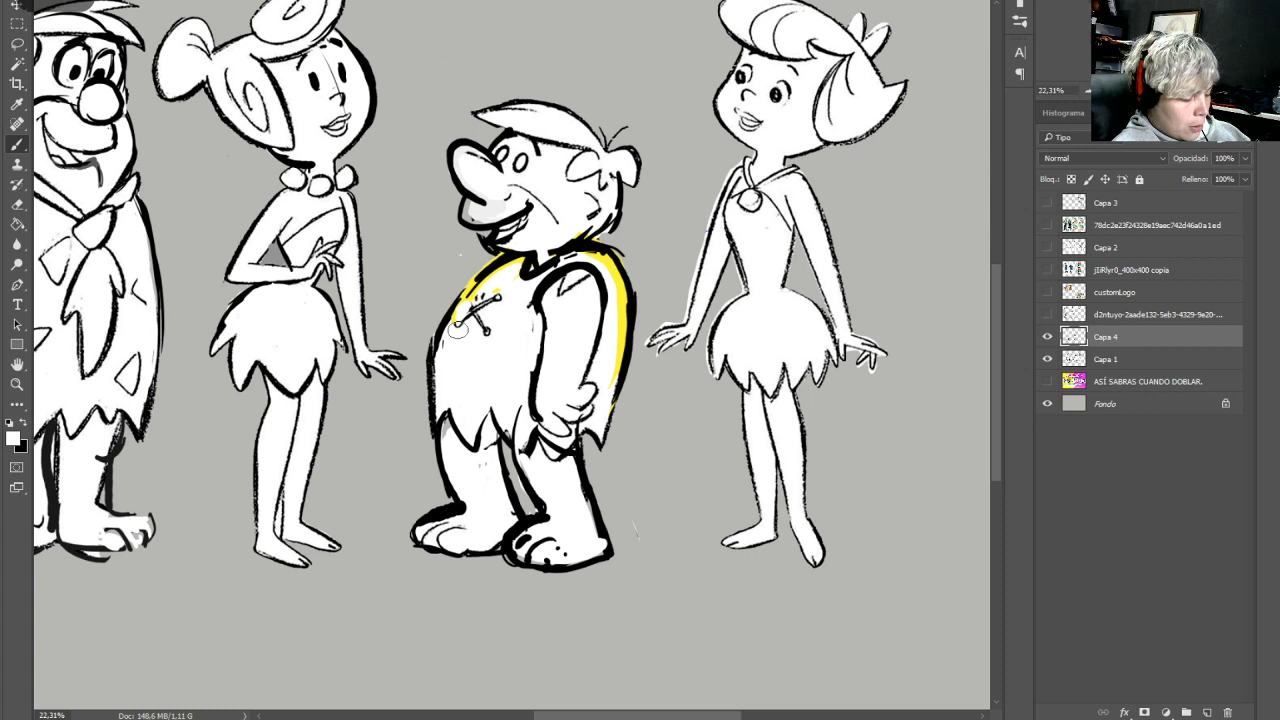 22,31%
Histograma
Tipo
Normal
Opacidad: 100%
Bloq.:
Relleno: 100%
Capa 3
78dc2e23f24328e19aec742d46a0a1ed
Capa 2
jIiRlyr0_400x400 copia
customLogo
d2ntuyo-2aade132-5eb3-4329-9e20-...
Capa 4
Capa 1
ASÍ SABRAS CUANDO DOBLAR.
Fondo
22,31%
Doc: 148,6 MB/1,11 G